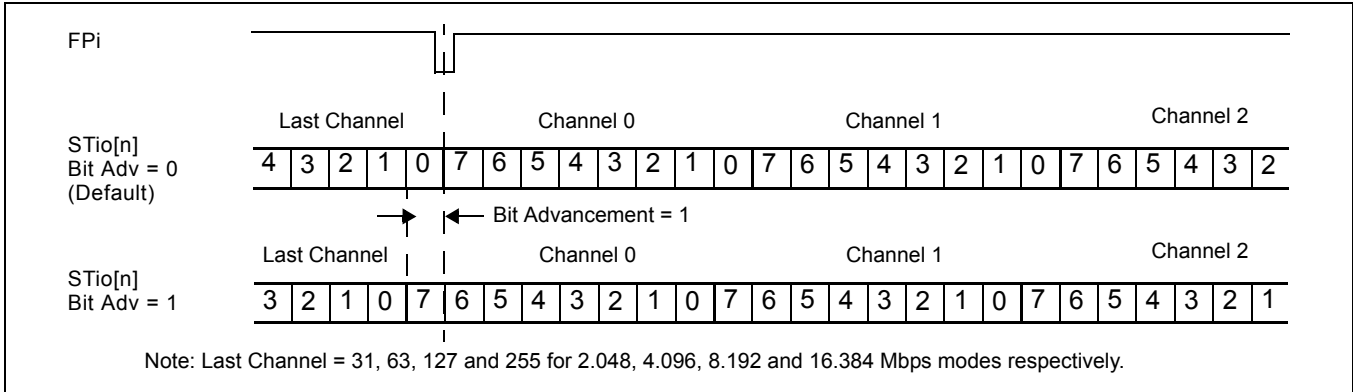 FPi
Last Channel Channel 0 Channel 1 Channel 2
STio[n]
Bit Adv = 0
(Default)
4 3 2 1 0 7 6 5 4 3 2 1 0 7 6 5 4 3 2 1 0 7 6 5 4 3 2
Bit Advancement = 1
Last Channel Channel 0 Channel 1 Channel 2
STio[n]
Bit Adv = 1
3 2 1 0 7 6 5 4 3 2 1 0 7 6 5 4 3 2 1 0 7 6 5 4 3 2 1
Note: Last Channel = 31, 63, 127 and 255 for 2.048, 4.096, 8.192 and 16.384 Mbps modes respectively.